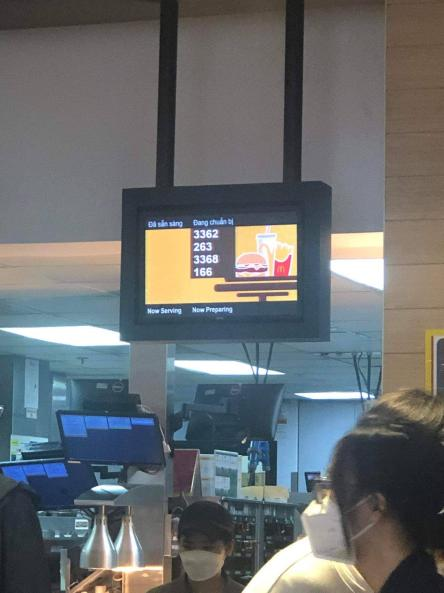 Đã sẵn sàng Đang chuẩn bị
3362
263
3368
166
Now Serving Now Preparing